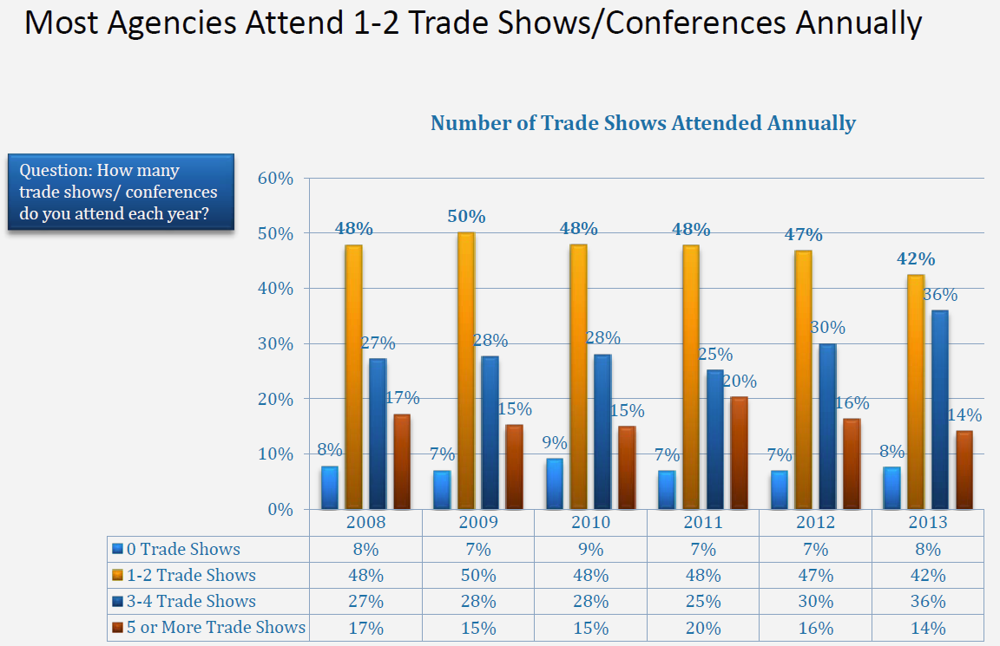 Most Agencies Attend 1-2 Trade Shows/Conferences Annually
Number of Trade Shows Attended Annually
Question: How many
trade shows/ conferences
do you attend each year?
60%
50%
40%
30%
20%
10%
0%
48% 50% 48% 48% 47% 42%
27% 28% 28% 25% 30% 36%
17% 15% 15% 20% 16% 14%
8% 7% 9% 7% 7% 8%
2008 2009 2010 2011 2012 2013
0 Trade Shows 8% 7% 9% 7% 7% 8%
1-2 Trade Shows 48% 50% 48% 48% 47% 42%
3-4 Trade Shows 27% 28% 28% 25% 30% 36%
5 or More Trade Shows 17% 15% 15% 20% 16% 14%